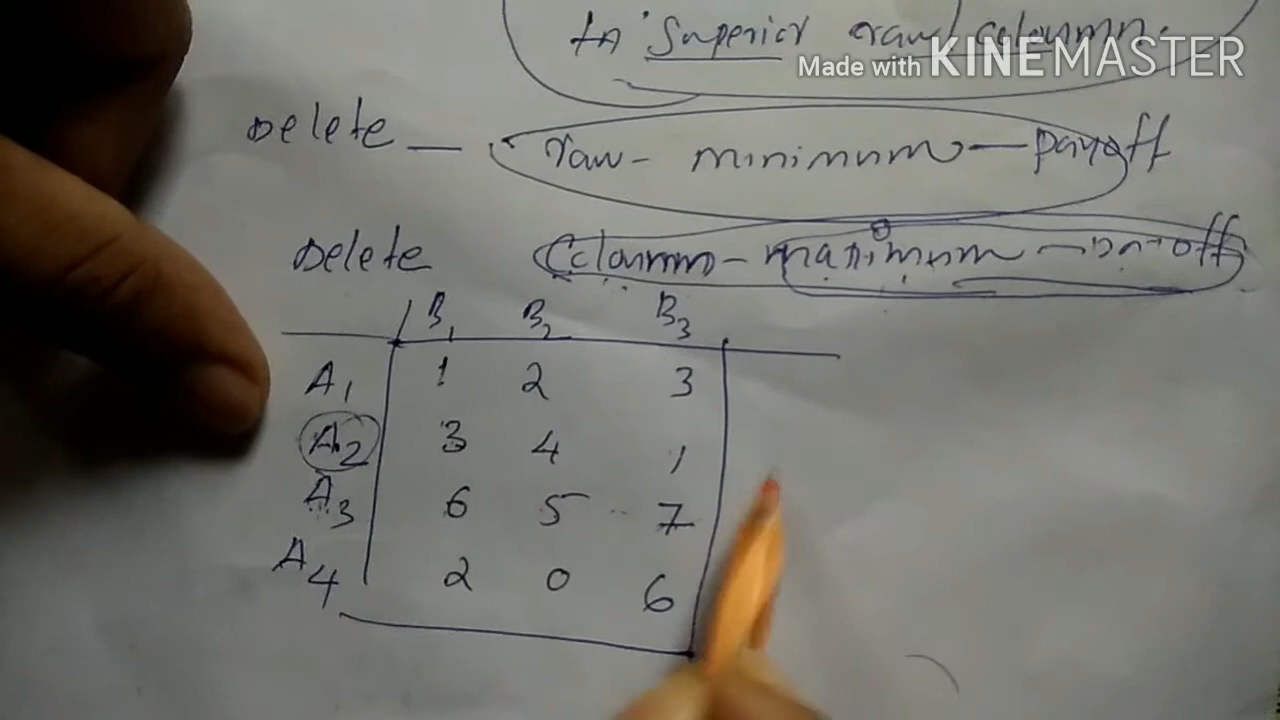 to superior raw/column.
Made with KINEMASTER
Delete — raw - minimum — payoff
Delete Column - maximum — payoff
B1 B2 B3
A1 1 2 3
A2 3 4 1
A3 6 5 7
A4 2 0 6